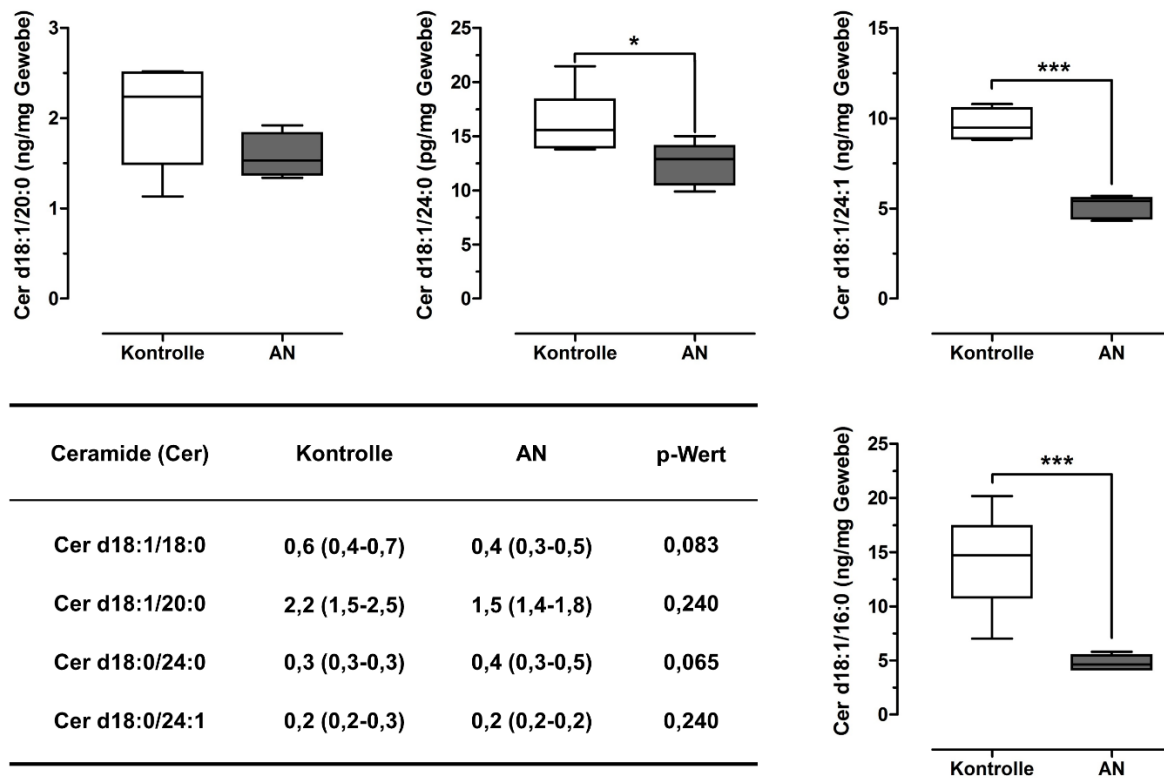 Cer d18:1/20:0 (ng/mg Gewebe)
3
2
1
0
Kontrolle AN
Cer d18:1/24:0 (pg/mg Gewebe)
25
20
15
10
5
0
*
Kontrolle AN
Cer d18:1/24:1 (ng/mg Gewebe)
15
10
5
0
***
Kontrolle AN
Ceramide (Cer) Kontrolle AN p-Wert
Cer d18:1/18:0 0,6 (0,4-0,7) 0,4 (0,3-0,5) 0,083
Cer d18:1/20:0 2,2 (1,5-2,5) 1,5 (1,4-1,8) 0,240
Cer d18:0/24:0 0,3 (0,3-0,3) 0,4 (0,3-0,5) 0,065
Cer d18:0/24:1 0,2 (0,2-0,3) 0,2 (0,2-0,2) 0,240
Cer d18:1/16:0 (ng/mg Gewebe)
25
20
15
10
5
0
***
Kontrolle AN